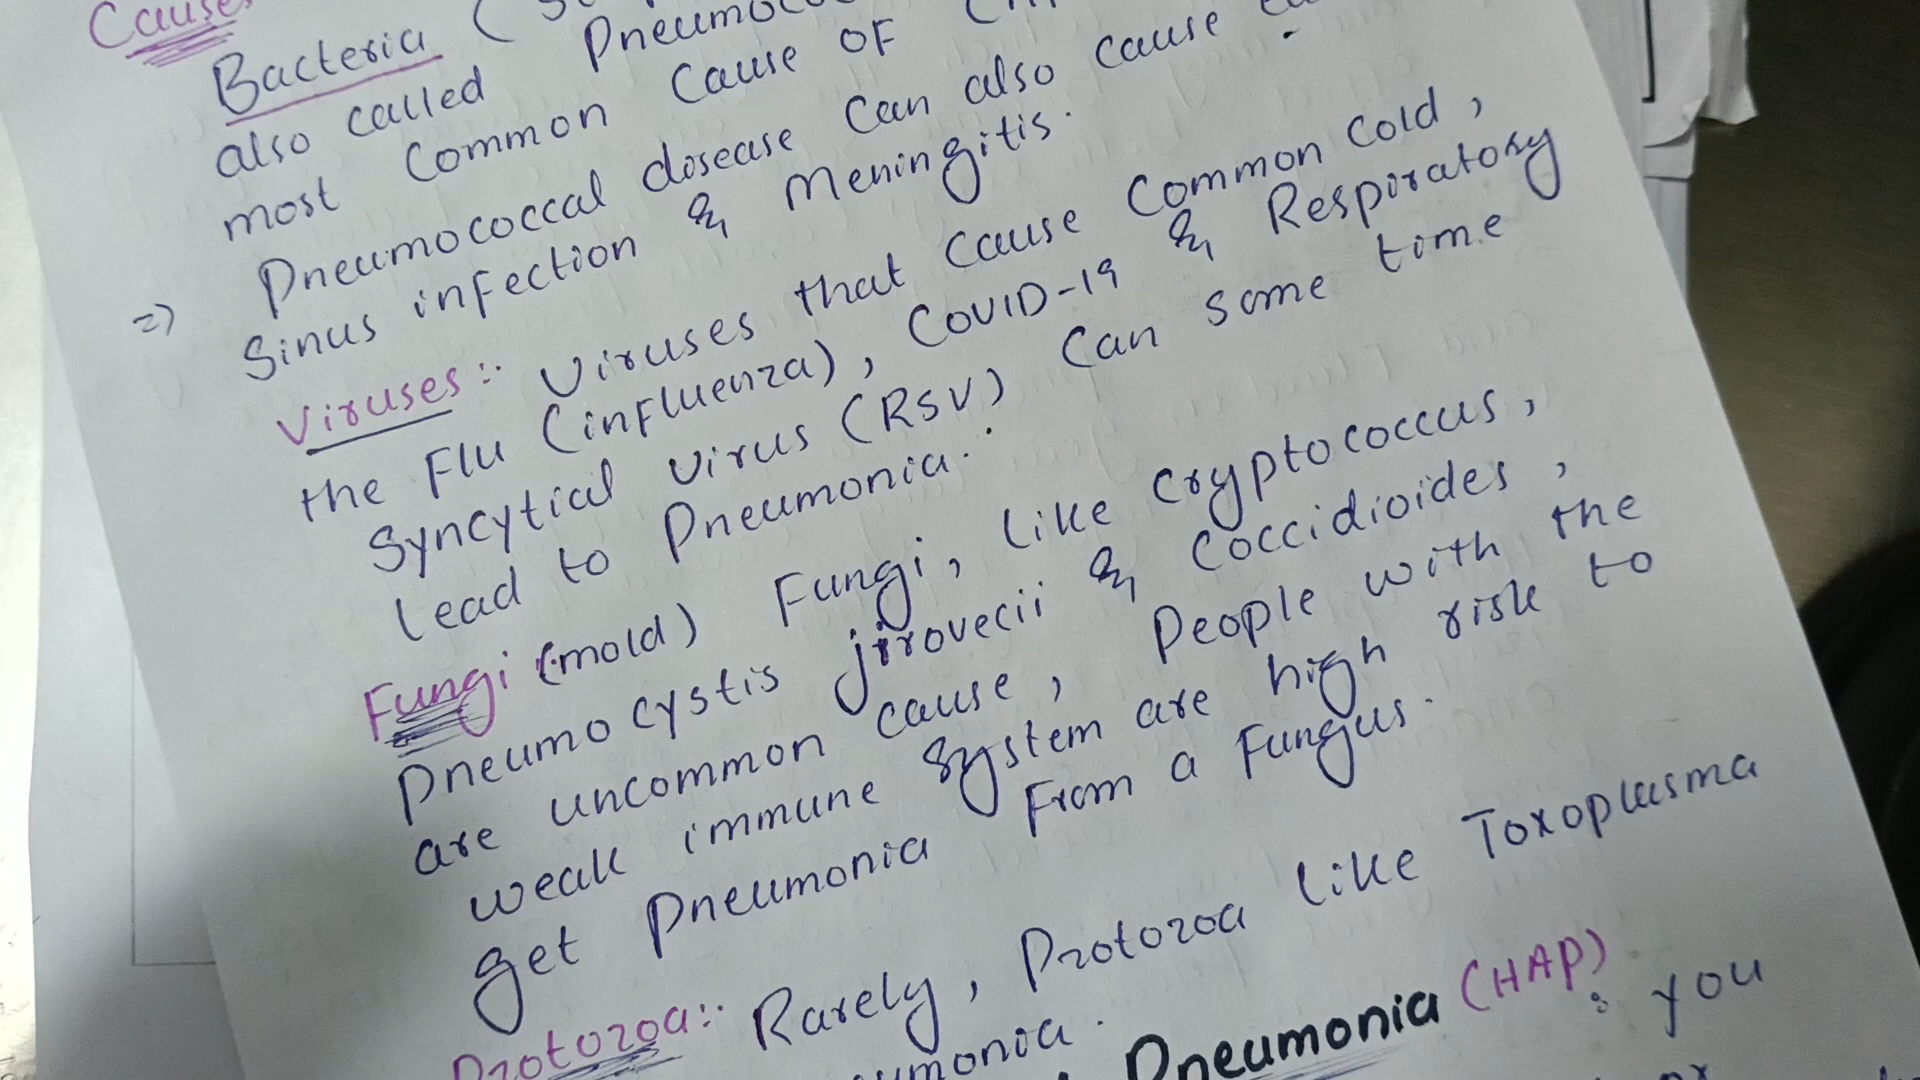 Cause
Bacteria (
also called Pneumo
most common cause of
=> Pneumococcal disease can also cause
Sinus infection & Meningitis.
Viruses:- Viruses that cause common cold,
the Flu (influenza), COVID-19 & Respiratory
Syncytial virus (RSV) can some time
lead to Pneumonia.
Fungi (mold) Fungi, like cryptococcus,
Pneumocystis jirovecii & Coccidioides,
are uncommon cause, People with the
weak immune System are high risk to
get Pneumonia From a Fungus.
Protozoa:- Rarely, Protozoa like Toxoplasma
umonia.
Pneumonia (HAP) : you